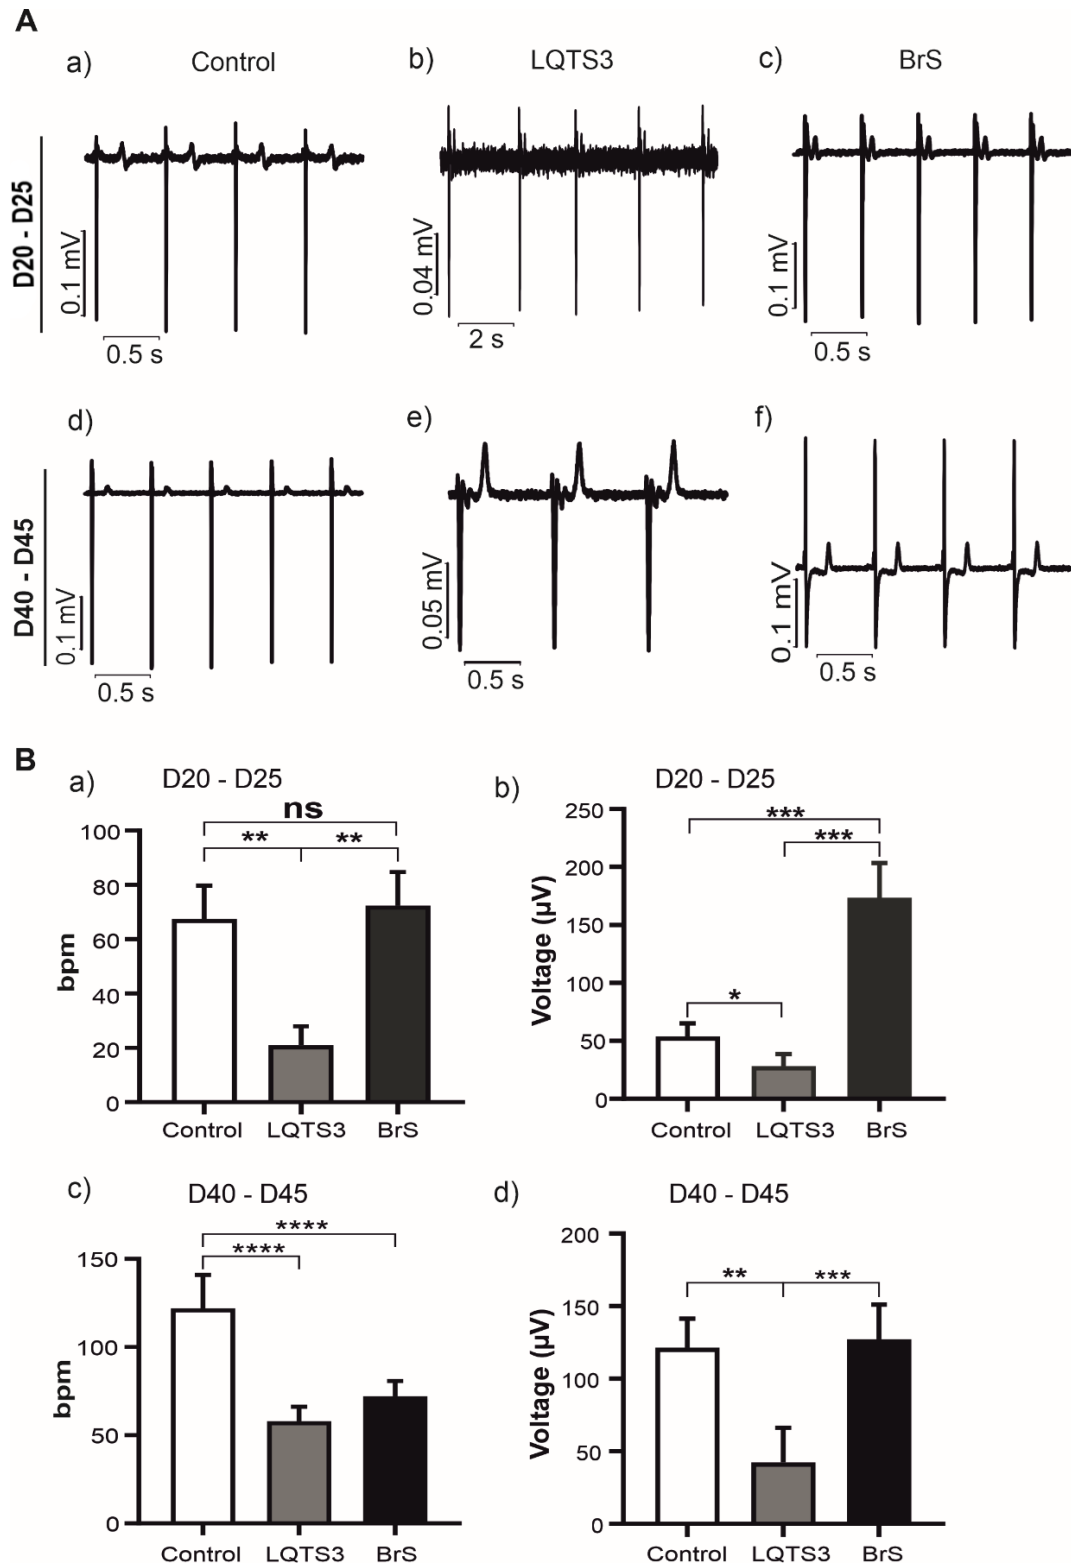 A
a) Control b) LQTS3 c) BrS
D20 - D25
0.1 mV
0.5 s
0.04 mV
2 s
0.1 mV
0.5 s
d) e) f)
D40 - D45
0.1 mV
0.5 s
0.05 mV
0.5 s
0.1 mV
0.5 s
B
a) D20 - D25
ns
** **
100
80
60
40
20
0
bpm
Control LQTS3 BrS
b) D20 - D25
***
***
*
250
200
150
100
50
0
Voltage (µV)
Control LQTS3 BrS
c) D40 - D45
****
****
150
100
50
0
bpm
Control LQTS3 BrS
d) D40 - D45
** ***
200
150
100
50
0
Voltage (µV)
Control LQTS3 BrS